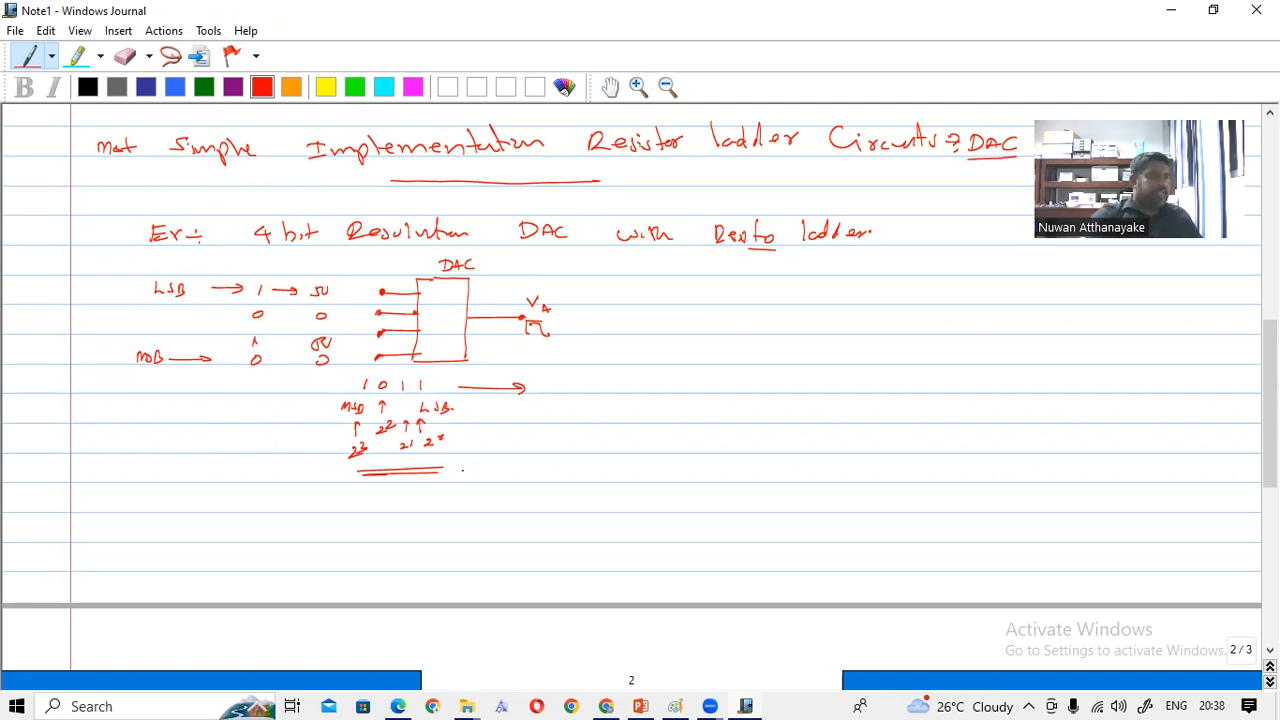 Note1 - Windows Journal
File Edit View Insert Actions Tools Help
B I
Most Simple Implementation Resistor ladder Circuits? DAC
Nuwan Atthanayake
Ex:- 4 bit Resolution DAC with ladder.
DAC
LSB 1 5V
VA
0 0
1 5V
MSB 0 0
1 0 1 1
MSB LSB
2³ 2² 2¹ 2⁰
Activate Windows
Go to Settings to activate Windows.
2 / 3
2
Search
26°C Cloudy
ENG
20:38